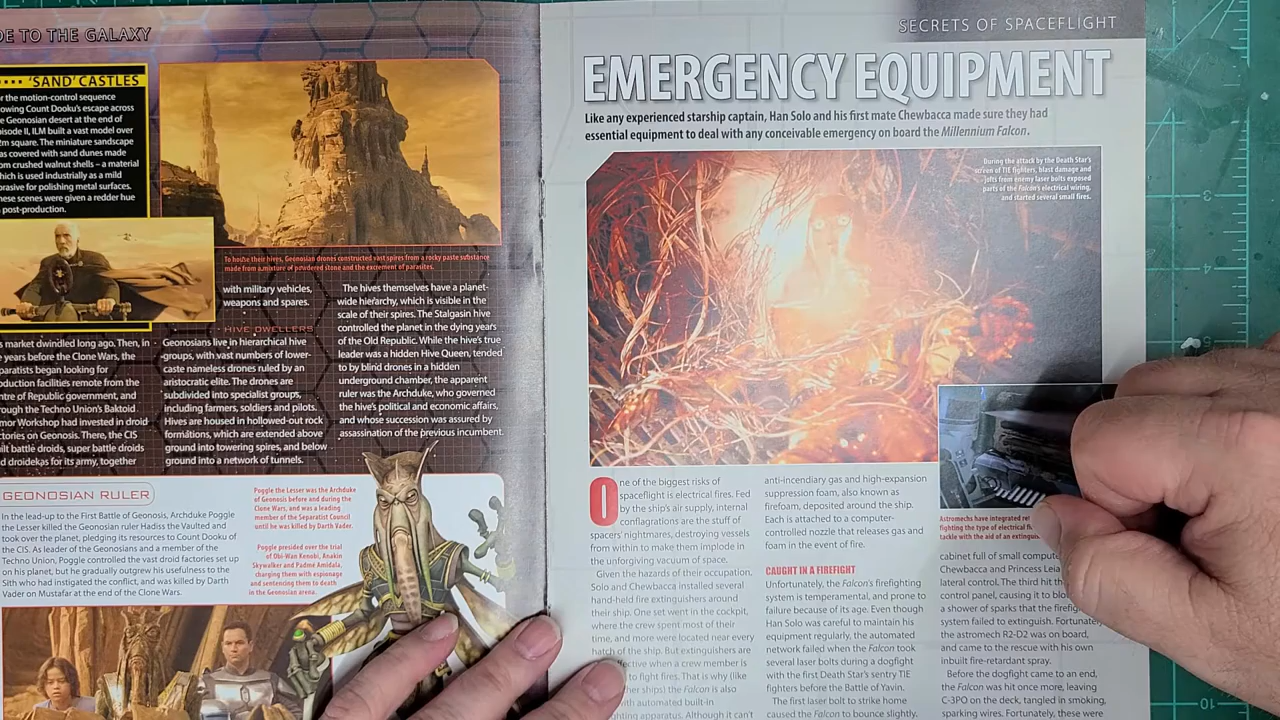 DE TO THE GALAXY
'SAND' CASTLES
r the motion-control sequence
owing Count Dooku's escape across
e Geonosian desert at the end of
isode II, ILM built a vast model over
m square. The miniature sandscape
as covered with sand dunes made
om crushed walnut shells – a material
hich is used industrially as a mild
brasive for polishing metal surfaces.
hese scenes were given a redder hue
post-production.
To house their hives, Geonosian drones constructed vast spires from a rocky paste substance
made from a mixture of powdered stone and the excrement of parasites.
s market dwindled long ago. Then, in
e years before the Clone Wars, the
paratists began looking for
oduction facilities remote from the
ntre of Republic government, and
rough the Techno Union's Baktoid
mor Workshop had invested in droid
ctories on Geonosis. There, the CIS
ilt battle droids, super battle droids
d droidekas for its army, together
with military vehicles,
weapons and spares.
HIVE DWELLERS
Geonosians live in hierarchical hive
groups, with vast numbers of lower-
caste nameless drones ruled by an
aristocratic elite. The drones are
subdivided into specialist groups,
including farmers, soldiers and pilots.
Hives are housed in hollowed-out rock
formations, which are extended above
ground into towering spires, and below
ground into a network of tunnels.
The hives themselves have a planet-
wide hierarchy, which is visible in the
scale of their spires. The Stalgasin hive
controlled the planet in the dying years
of the Old Republic. While the hive's true
leader was a hidden Hive Queen, tended
to by blind drones in a hidden
underground chamber, the apparent
ruler was the Archduke, who governed
the hive's political and economic affairs,
and whose succession was assured by
assassination of the previous incumbent.
GEONOSIAN RULER
In the lead-up to the First Battle of Geonosis, Archduke Poggle
the Lesser killed the Geonosian ruler Hadiss the Vaulted and
took over the planet, pledging its resources to Count Dooku of
the CIS. As leader of the Geonosians and a member of the
Techno Union, Poggle controlled the vast droid factories set up
on his planet, but he gradually outgrew his usefulness to the
Sith who had instigated the conflict, and was killed by Darth
Vader on Mustafar at the end of the Clone Wars.
Poggle the Lesser was the Archduke
of Geonosis before and during the
Clone Wars, and was a leading
member of the Separatist Council
until he was killed by Darth Vader.
Poggle presided over the trial
of Obi-Wan Kenobi, Anakin
Skywalker and Padmé Amidala,
charging them with espionage
and sentencing them to death
in the Geonosian arena.
SECRETS OF SPACEFLIGHT
EMERGENCY EQUIPMENT
Like any experienced starship captain, Han Solo and his first mate Chewbacca made sure they had
essential equipment to deal with any conceivable emergency on board the Millennium Falcon.
During the attack by the Death Star's
screen of TIE fighters, blast damage and
jolts from enemy laser bolts exposed
parts of the Falcon's electrical wiring,
and started several small fires.
One of the biggest risks of
spaceflight is electrical fires. Fed
by the ship's air supply, internal
conflagrations are the stuff of
spacers' nightmares, destroying vessels
from within to make them implode in
the unforgiving vacuum of space.
Given the hazards of their occupation,
Solo and Chewbacca installed several
hand-held fire extinguishers around
their ship. One set went in the cockpit,
where the crew spent most of their
time, and more were located near every
hatch of the ship. But extinguishers are
ffective when a crew member is
to fight fires. That is why (like
her ships) the Falcon is also
with automated built-in
ghting apparatus. Although it can't
anti-incendiary gas and high-expansion
suppression foam, also known as
firefoam, deposited around the ship.
Each is attached to a computer-
controlled nozzle that releases gas and
foam in the event of fire.
CAUGHT IN A FIREFIGHT
Unfortunately, the Falcon's firefighting
system is temperamental, and prone to
failure because of its age. Even though
Han Solo was careful to maintain his
equipment regularly, the automated
network failed when the Falcon took
several laser bolts during a dogfight
with the first Death Star's sentry TIE
fighters before the Battle of Yavin.
The first laser bolt to strike home
caused the Falcon to bounce slightly,
Astromechs have integrated
fighting the type of electrical
tackle with the aid of an
cabinet full of small compute
Chewbacca and Princess Leia
lateral control. The third hit th
control panel, causing it to blo
a shower of sparks that the firefig
system failed to extinguish. Fortunate
the astromech R2-D2 was on board,
and came to the rescue with his own
inbuilt fire-retardant spray.
Before the dogfight came to an end,
the Falcon was hit once more, leaving
C-3PO on the deck, tangled in smoking,
sparking wires. Fortunately, these were